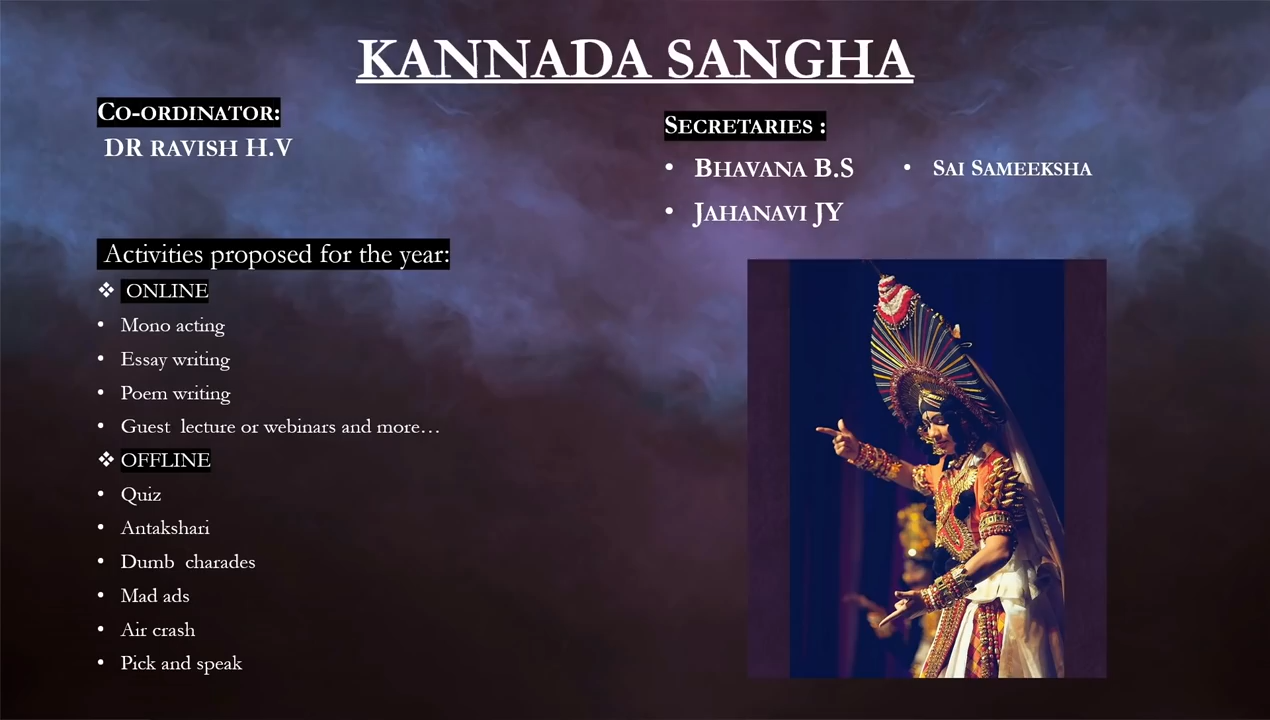 KANNADA SANGHA
CO-ORDINATOR:
DR RAVISH H.V
SECRETARIES :
• BHAVANA B.S
• SAI SAMEEKSHA
• JAHANAVI JY
Activities proposed for the year:
❖ ONLINE
• Mono acting
• Essay writing
• Poem writing
• Guest lecture or webinars and more…
❖ OFFLINE
• Quiz
• Antakshari
• Dumb charades
• Mad ads
• Air crash
• Pick and speak